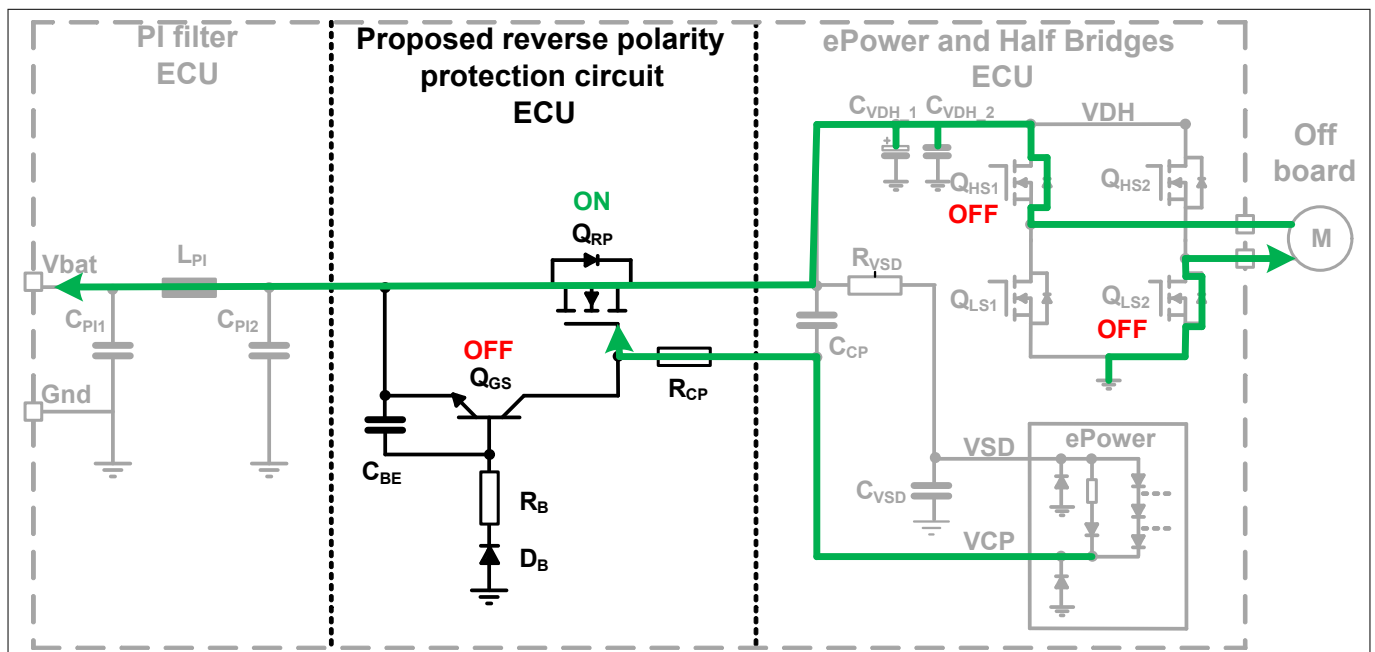 PI filter
ECU
Proposed reverse polarity
protection circuit
ECU
ePower and Half Bridges
ECU
Off
board
CVDH_1
CVDH_2
VDH
QHS1
OFF
QHS2
ON
QRP
M
Vbat
LPI
RVSD
QLS1
QLS2
OFF
CPI1
CPI2
CCP
OFF
QGS
RCP
Gnd
CBE
VSD
ePower
RB
CVSD
VCP
DB
+